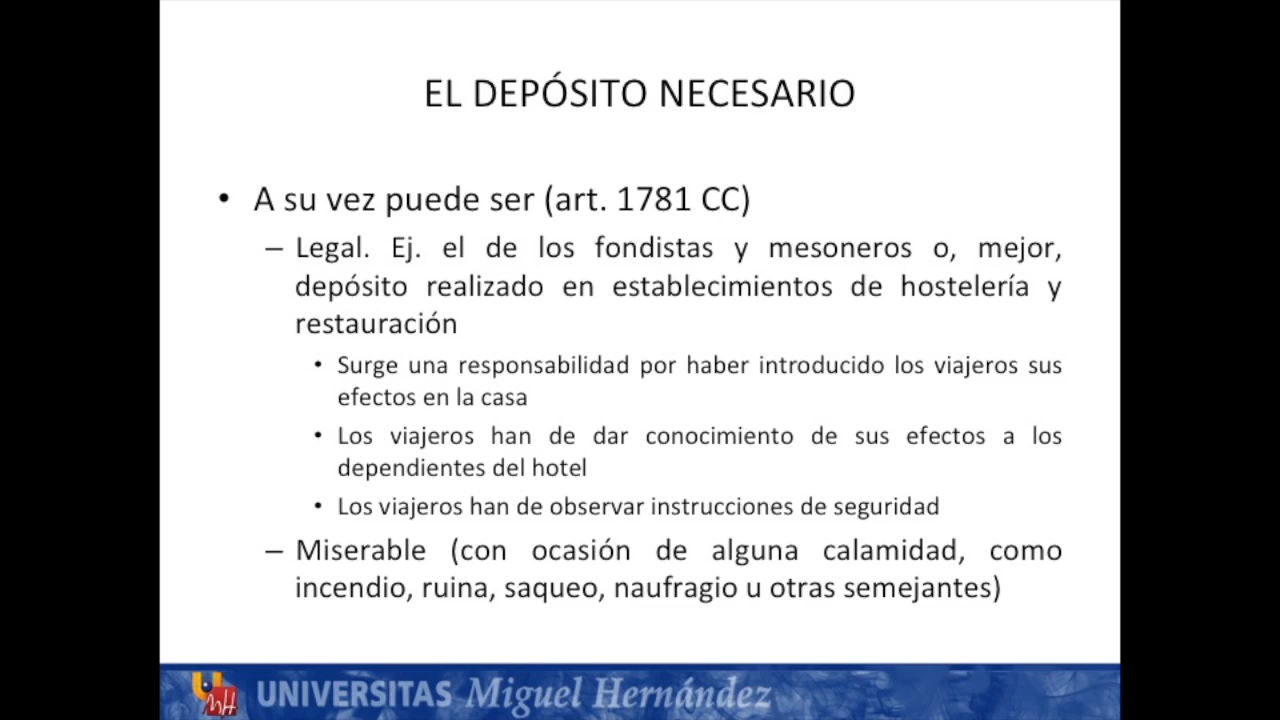 EL DEPÓSITO NECESARIO
• A su vez puede ser (art. 1781 CC)
– Legal. Ej. el de los fondistas y mesoneros o, mejor,
depósito realizado en establecimientos de hostelería y
restauración
• Surge una responsabilidad por haber introducido los viajeros sus
efectos en la casa
• Los viajeros han de dar conocimiento de sus efectos a los
dependientes del hotel
• Los viajeros han de observar instrucciones de seguridad
– Miserable (con ocasión de alguna calamidad, como
incendio, ruina, saqueo, naufragio u otras semejantes)
UNIVERSITAS Miguel Hernández